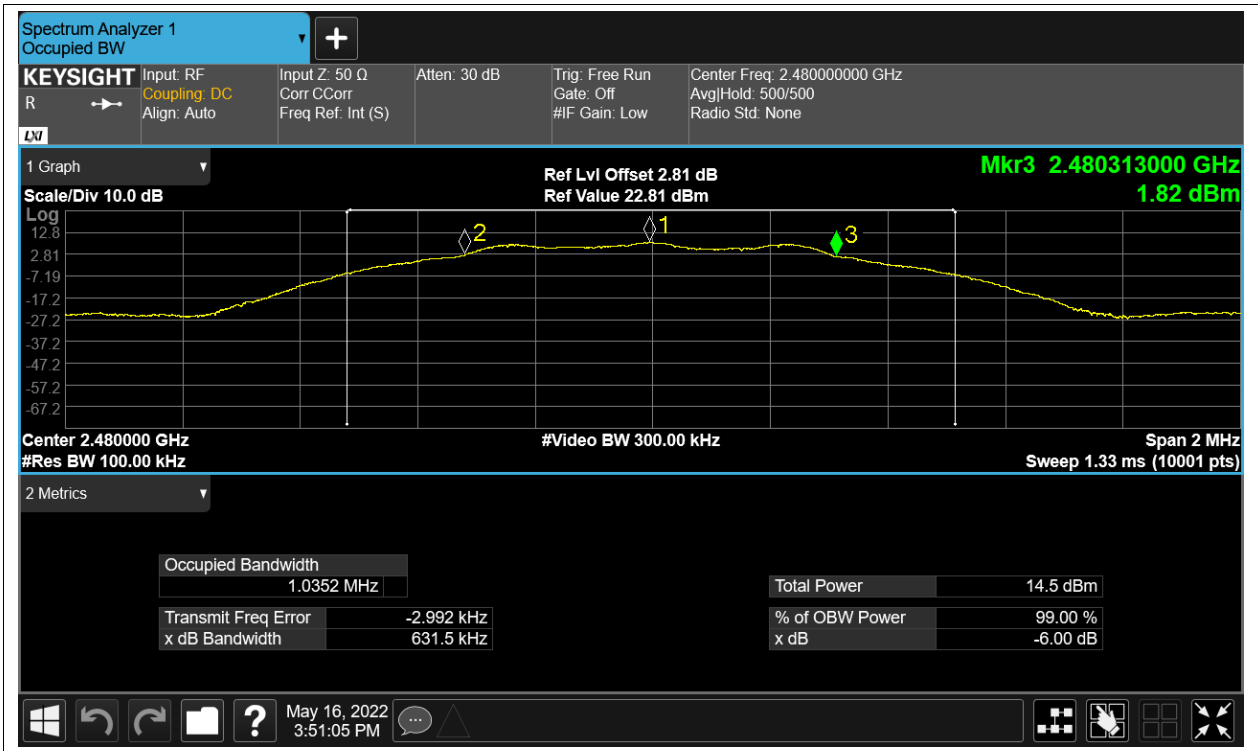 Spectrum Analyzer 1
Occupied BW
KEYSIGHT
R
LXI
Input: RF
Coupling: DC
Align: Auto
Input Z: 50 Ω
Corr CCorr
Freq Ref: Int (S)
Atten: 30 dB
Trig: Free Run
Gate: Off
#IF Gain: Low
Center Freq: 2.480000000 GHz
Avg|Hold: 500/500
Radio Std: None
1 Graph
Scale/Div 10.0 dB
Ref Lvl Offset 2.81 dB
Ref Value 22.81 dBm
Mkr3 2.480313000 GHz
1.82 dBm
Log
12.8
2.81
-7.19
-17.2
-27.2
-37.2
-47.2
-57.2
-67.2
2
1
3
Center 2.480000 GHz
#Res BW 100.00 kHz
#Video BW 300.00 kHz
Span 2 MHz
Sweep 1.33 ms (10001 pts)
2 Metrics
Occupied Bandwidth
1.0352 MHz
Transmit Freq Error -2.992 kHz
x dB Bandwidth 631.5 kHz
Total Power 14.5 dBm
% of OBW Power 99.00 %
x dB -6.00 dB
?
May 16, 2022
3:51:05 PM